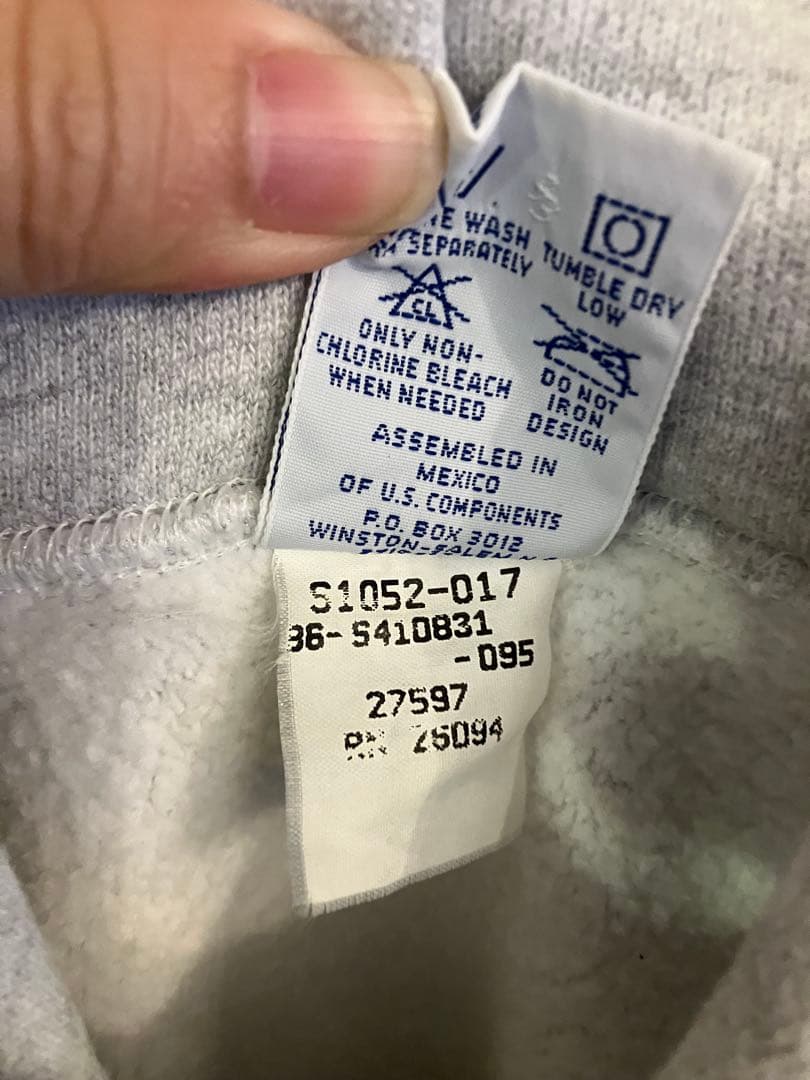 WASH
SEPARATELY
TUMBLE DRY
LOW
CL
ONLY NON-
CHLORINE BLEACH
WHEN NEEDED
DO NOT
IRON
DESIGN
ASSEMBLED IN
MEXICO
OF U.S. COMPONENTS
P.O. BOX 3012
WINSTON-SALEM N.C.
S1052-017
36-S410831
-095
27597
RN 26094